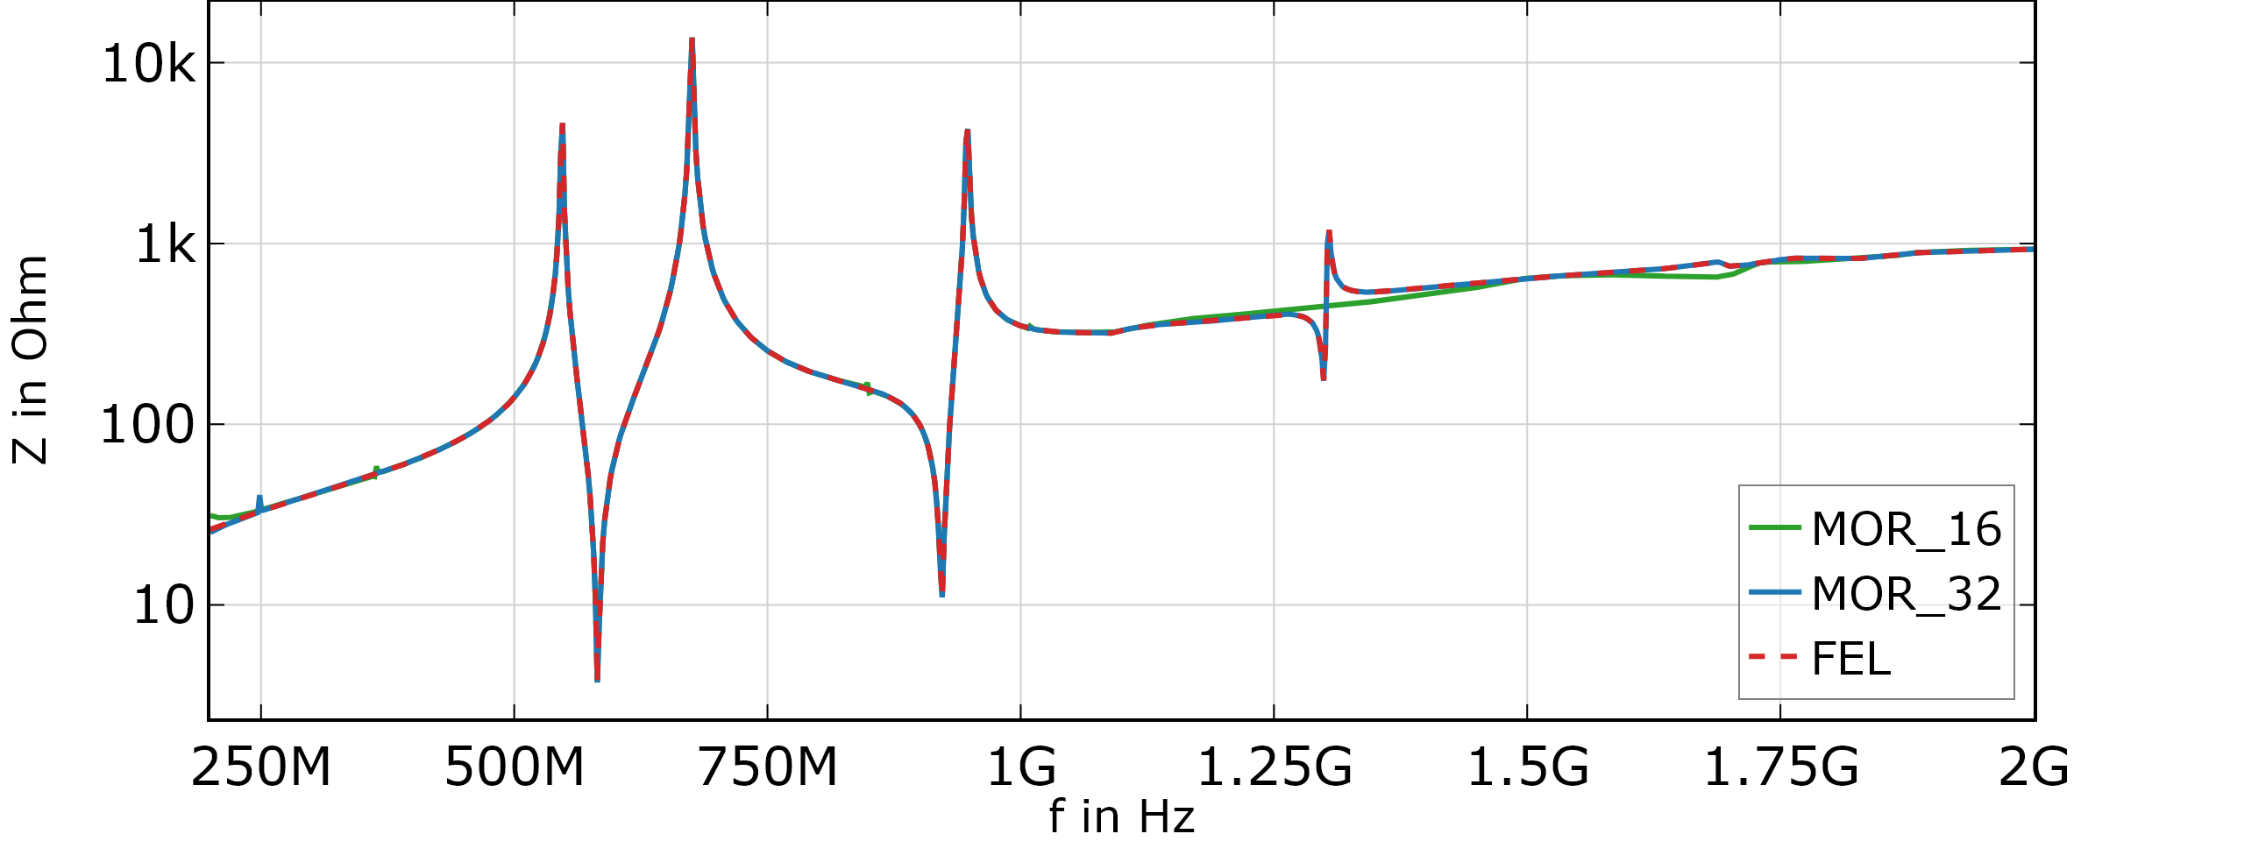 10k
1k
100
10
Z in Ohm
250M 500M 750M 1G 1.25G 1.5G 1.75G 2G
f in Hz
MOR_16
MOR_32
FEL